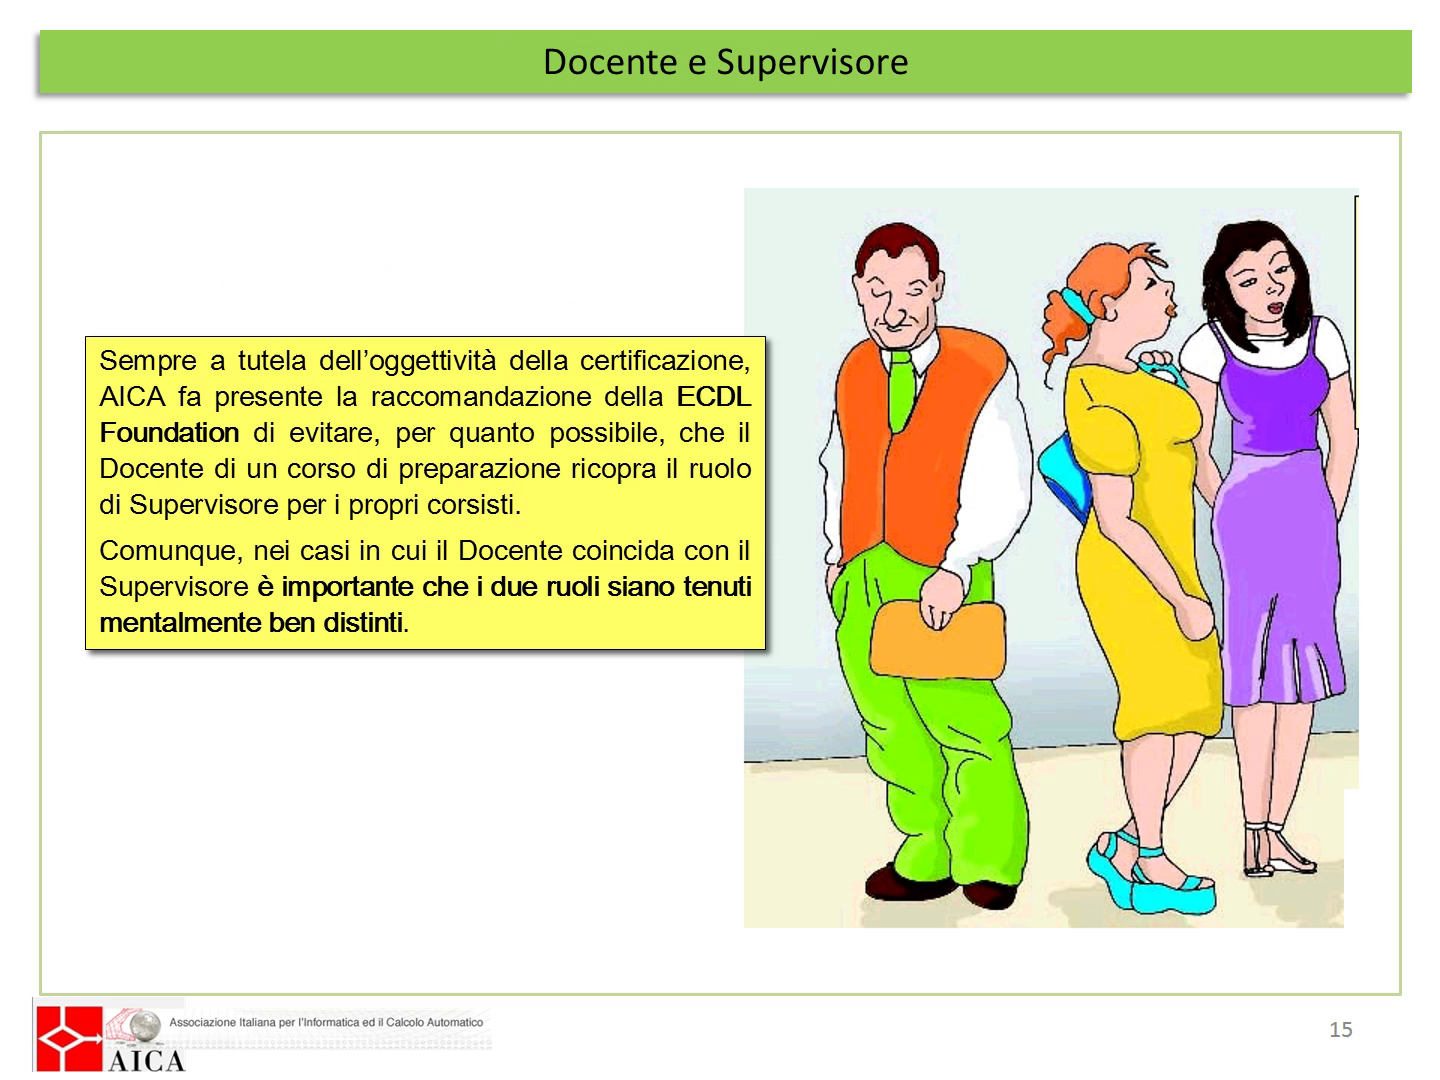 Docente e Supervisore
Sempre a tutela dell’oggettività della certificazione,
AICA fa presente la raccomandazione della ECDL
Foundation di evitare, per quanto possibile, che il
Docente di un corso di preparazione ricopra il ruolo
di Supervisore per i propri corsisti.
Comunque, nei casi in cui il Docente coincida con il
Supervisore è importante che i due ruoli siano tenuti
mentalmente ben distinti.
Associazione Italiana per l'Informatica ed il Calcolo Automatico
AICA
15